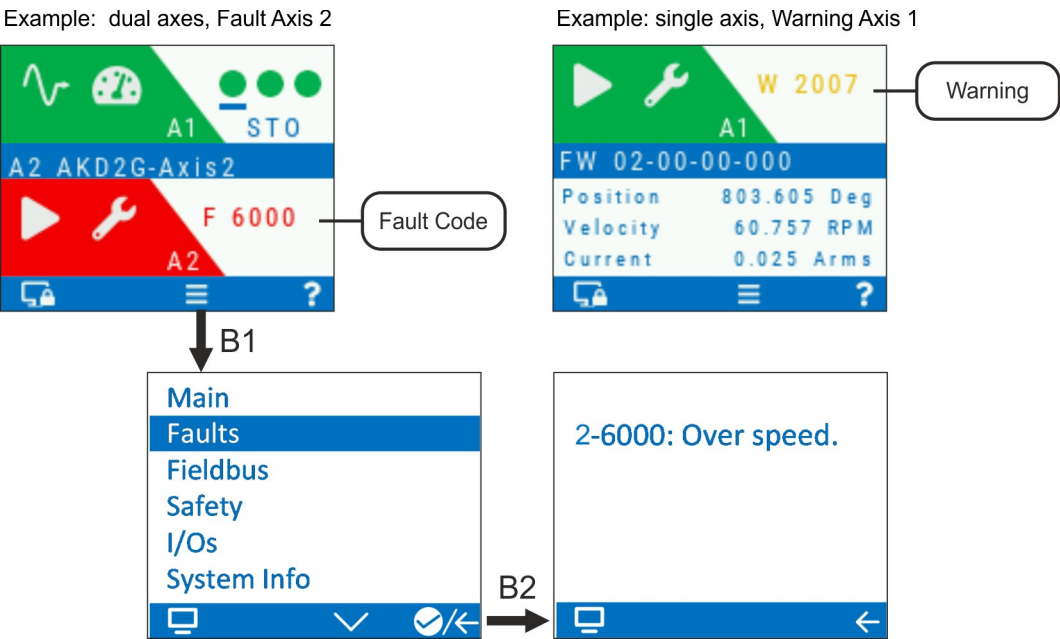 Example: dual axes, Fault Axis 2
A1
STO
A2 AKD2G-Axis2
F 6000
A2
?
Fault Code
Example: single axis, Warning Axis 1
W 2007
A1
Warning
FW 02-00-00-000
Position 803.605 Deg
Velocity 60.757 RPM
Current 0.025 Arms
?
B1
Main
Faults
Fieldbus
Safety
I/Os
System Info
/
B2
2-6000: Over speed.